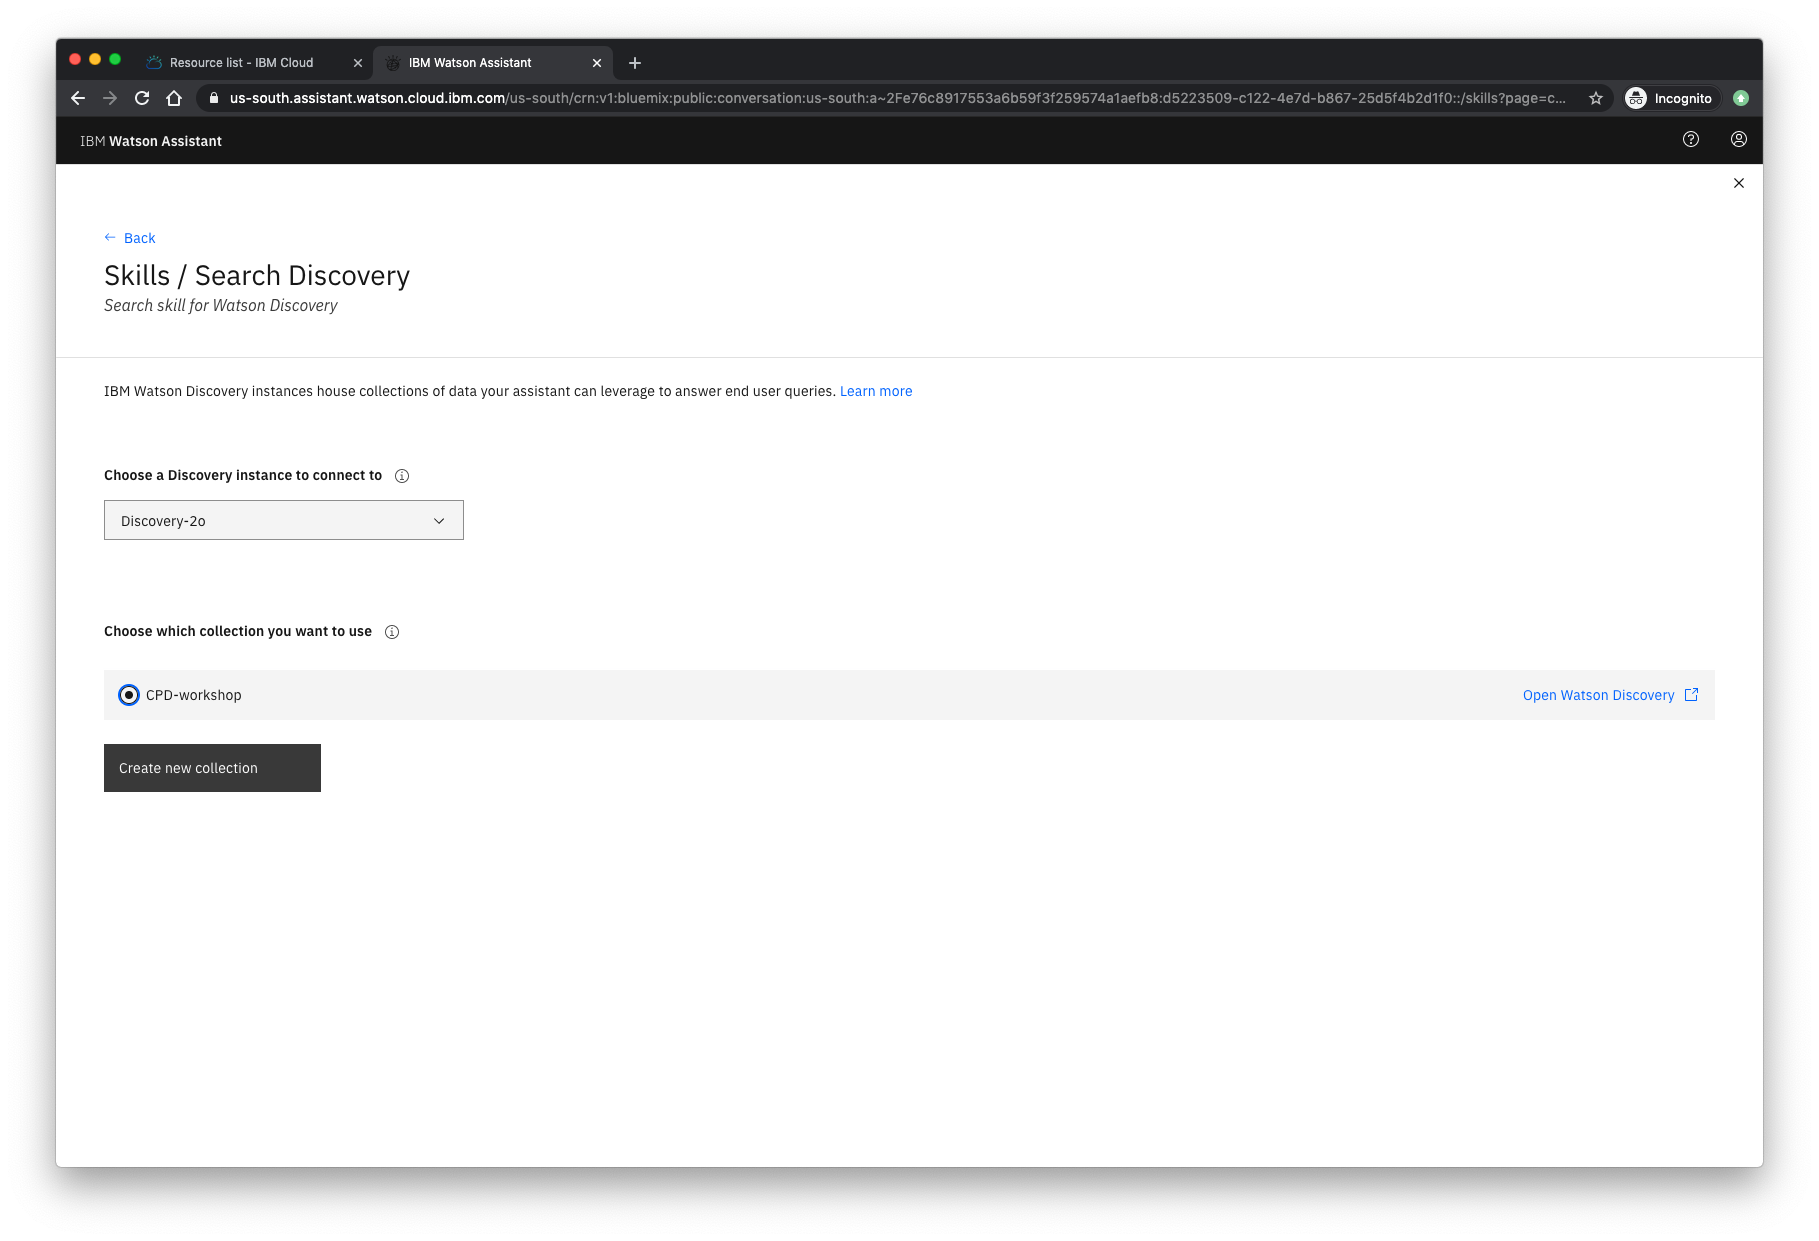 Resource list - IBM Cloud
IBM Watson Assistant
us-south.assistant.watson.cloud.ibm.com/us-south/crn:v1:bluemix:public:conversation:us-south:a~2Fe76c8917553a6b59f3f259574a1aefb8:d5223509-c122-4e7d-b867-25d5f4b2d1f0::/skills?page=c...
Incognito
IBM Watson Assistant
Back
Skills / Search Discovery
Search skill for Watson Discovery
IBM Watson Discovery instances house collections of data your assistant can leverage to answer end user queries. Learn more
Choose a Discovery instance to connect to
Discovery-2o
Choose which collection you want to use
CPD-workshop
Open Watson Discovery
Create new collection